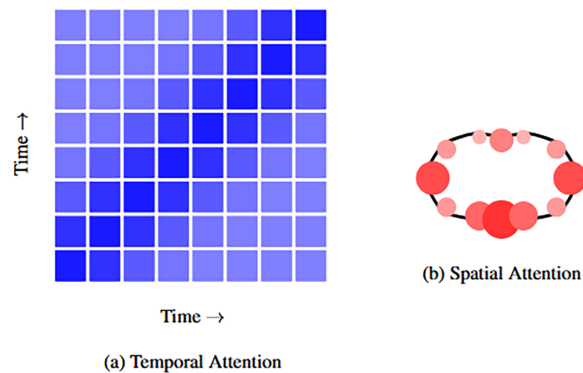 Time →
Time →
(a) Temporal Attention
(b) Spatial Attention